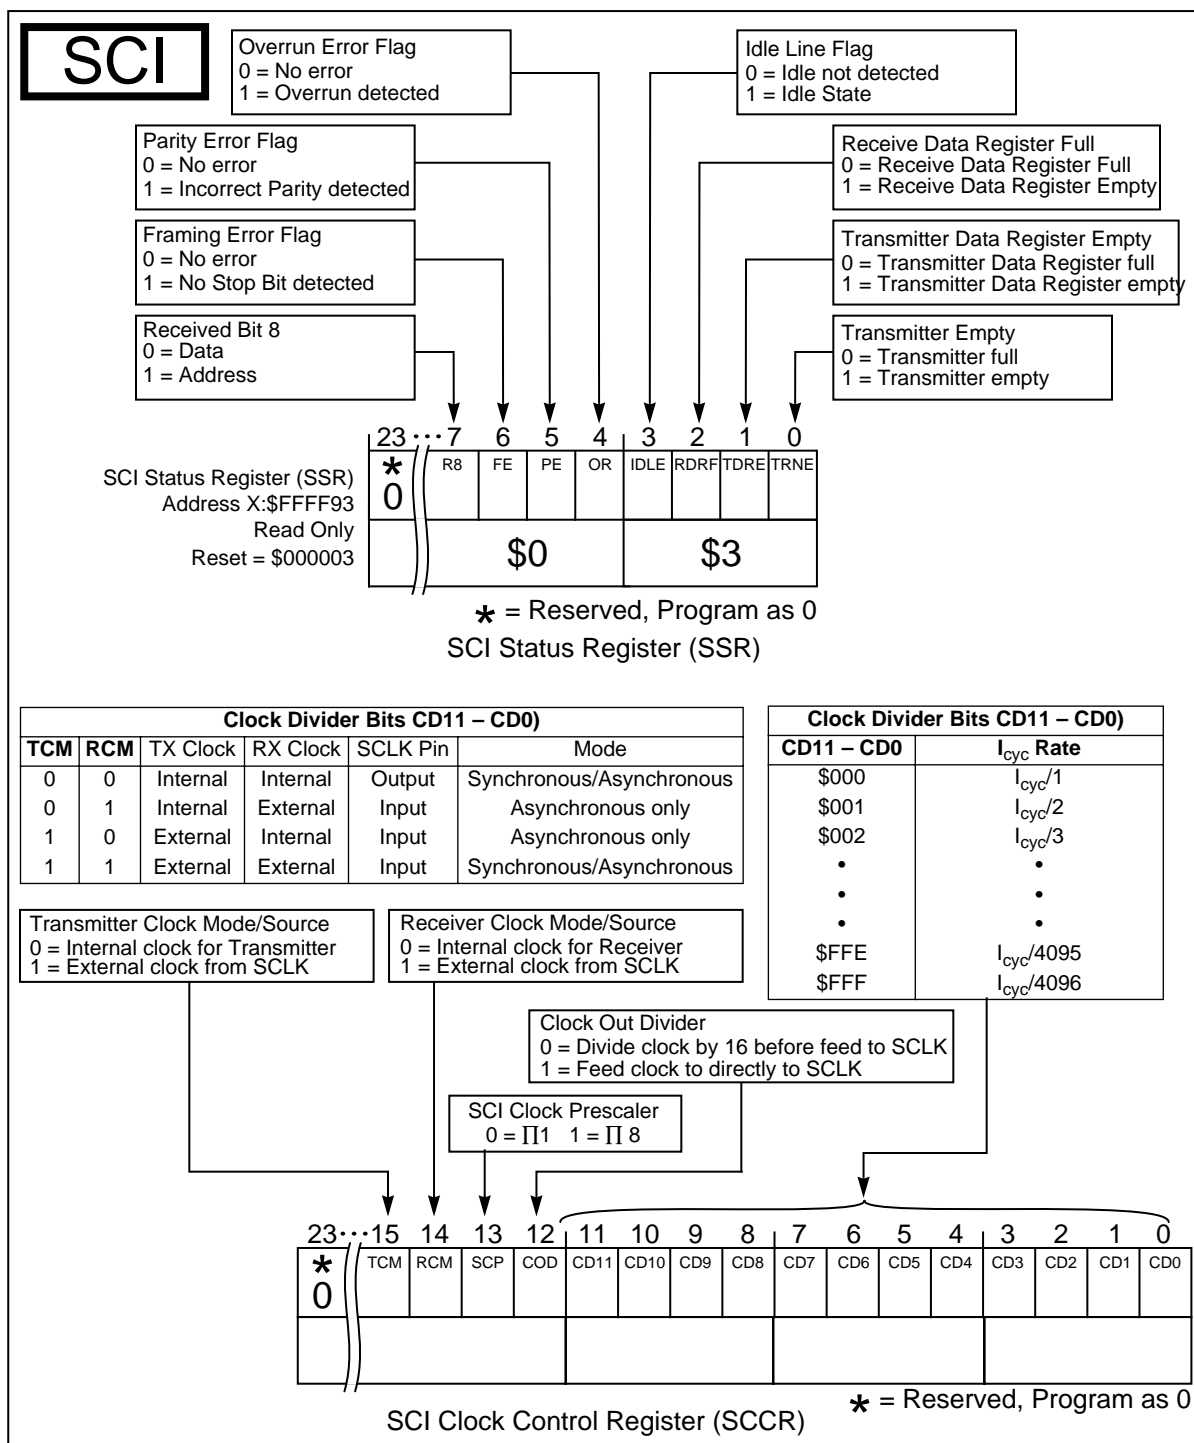 SCI
Overrun Error Flag
0 = No error
1 = Overrun detected
Idle Line Flag
0 = Idle not detected
1 = Idle State
Parity Error Flag
0 = No error
1 = Incorrect Parity detected
Receive Data Register Full
0 = Receive Data Register Full
1 = Receive Data Register Empty
Framing Error Flag
0 = No error
1 = No Stop Bit detected
Transmitter Data Register Empty
0 = Transmitter Data Register full
1 = Transmitter Data Register empty
Received Bit 8
0 = Data
1 = Address
Transmitter Empty
0 = Transmitter full
1 = Transmitter empty
23 ••• 7 6 5 4 3 2 1 0
* R8 FE PE OR IDLE RDRF TDRE TRNE
0
SCI Status Register (SSR)
Address X:$FFFF93
Read Only
Reset = $000003
$0 $3
* = Reserved, Program as 0
SCI Status Register (SSR)
Clock Divider Bits CD11 – CD0)
TCM RCM TX Clock RX Clock SCLK Pin Mode
0 0 Internal Internal Output Synchronous/Asynchronous
0 1 Internal External Input Asynchronous only
1 0 External Internal Input Asynchronous only
1 1 External External Input Synchronous/Asynchronous
Clock Divider Bits CD11 – CD0)
CD11 – CD0 Icyc Rate
$000 Icyc/1
$001 Icyc/2
$002 Icyc/3
• •
• •
• •
$FFE Icyc/4095
$FFF Icyc/4096
Transmitter Clock Mode/Source
0 = Internal clock for Transmitter
1 = External clock from SCLK
Receiver Clock Mode/Source
0 = Internal clock for Receiver
1 = External clock from SCLK
Clock Out Divider
0 = Divide clock by 16 before feed to SCLK
1 = Feed clock to directly to SCLK
SCI Clock Prescaler
0 = ∏1 1 = ∏ 8
23 ••• 15 14 13 12 11 10 9 8 7 6 5 4 3 2 1 0
* TCM RCM SCP COD CD11 CD10 CD9 CD8 CD7 CD6 CD5 CD4 CD3 CD2 CD1 CD0
0
* = Reserved, Program as 0
SCI Clock Control Register (SCCR)